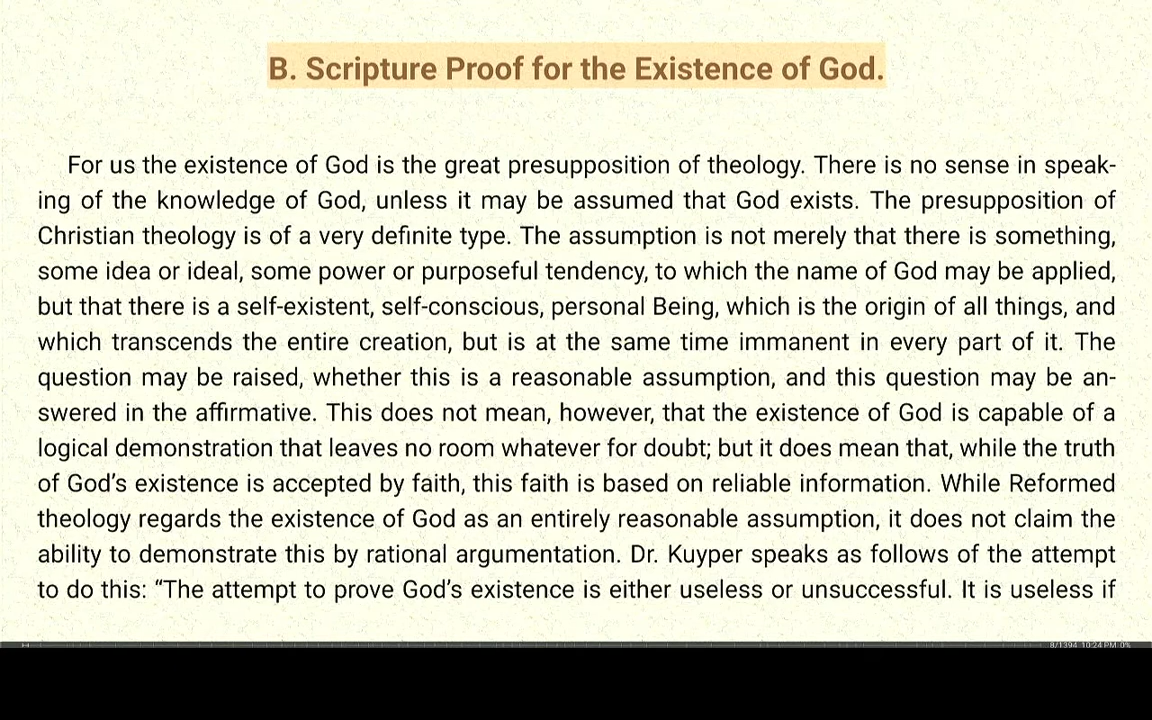 B. Scripture Proof for the Existence of God.
For us the existence of God is the great presupposition of theology. There is no sense in speak-
ing of the knowledge of God, unless it may be assumed that God exists. The presupposition of
Christian theology is of a very definite type. The assumption is not merely that there is something,
some idea or ideal, some power or purposeful tendency, to which the name of God may be applied,
but that there is a self-existent, self-conscious, personal Being, which is the origin of all things, and
which transcends the entire creation, but is at the same time immanent in every part of it. The
question may be raised, whether this is a reasonable assumption, and this question may be an-
swered in the affirmative. This does not mean, however, that the existence of God is capable of a
logical demonstration that leaves no room whatever for doubt; but it does mean that, while the truth
of God’s existence is accepted by faith, this faith is based on reliable information. While Reformed
theology regards the existence of God as an entirely reasonable assumption, it does not claim the
ability to demonstrate this by rational argumentation. Dr. Kuyper speaks as follows of the attempt
to do this: “The attempt to prove God’s existence is either useless or unsuccessful. It is useless if
8/1394 10:24 PM 0%